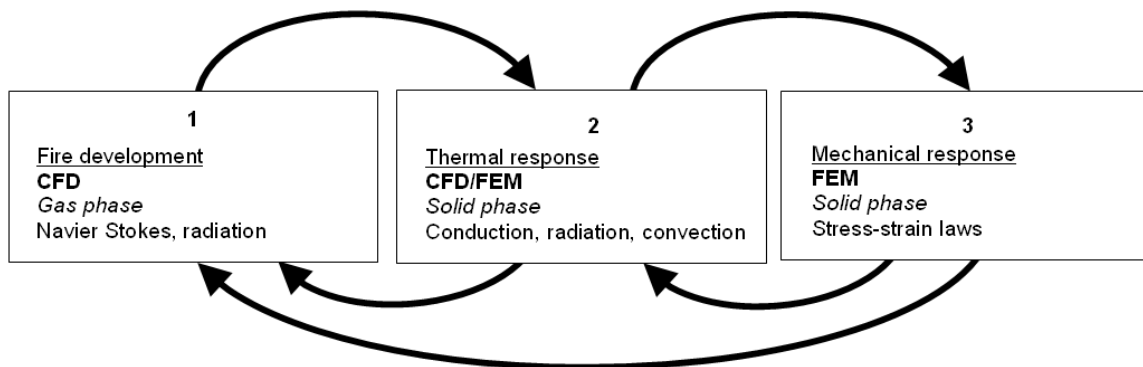 1
Fire development
CFD
Gas phase
Navier Stokes, radiation
2
Thermal response
CFD/FEM
Solid phase
Conduction, radiation, convection
3
Mechanical response
FEM
Solid phase
Stress-strain laws